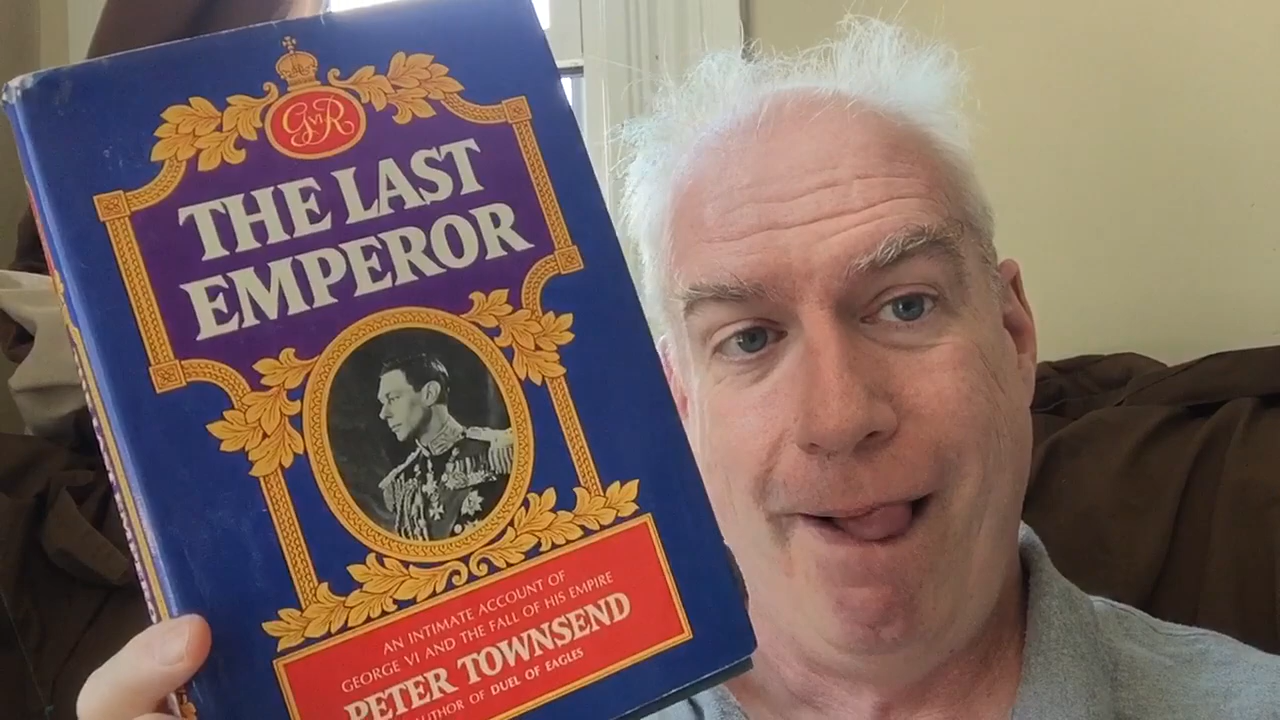 GVIR
THE LAST
EMPEROR
AN INTIMATE ACCOUNT OF
GEORGE VI AND THE FALL OF HIS EMPIRE
PETER TOWNSEND
AUTHOR OF DUEL OF EAGLES